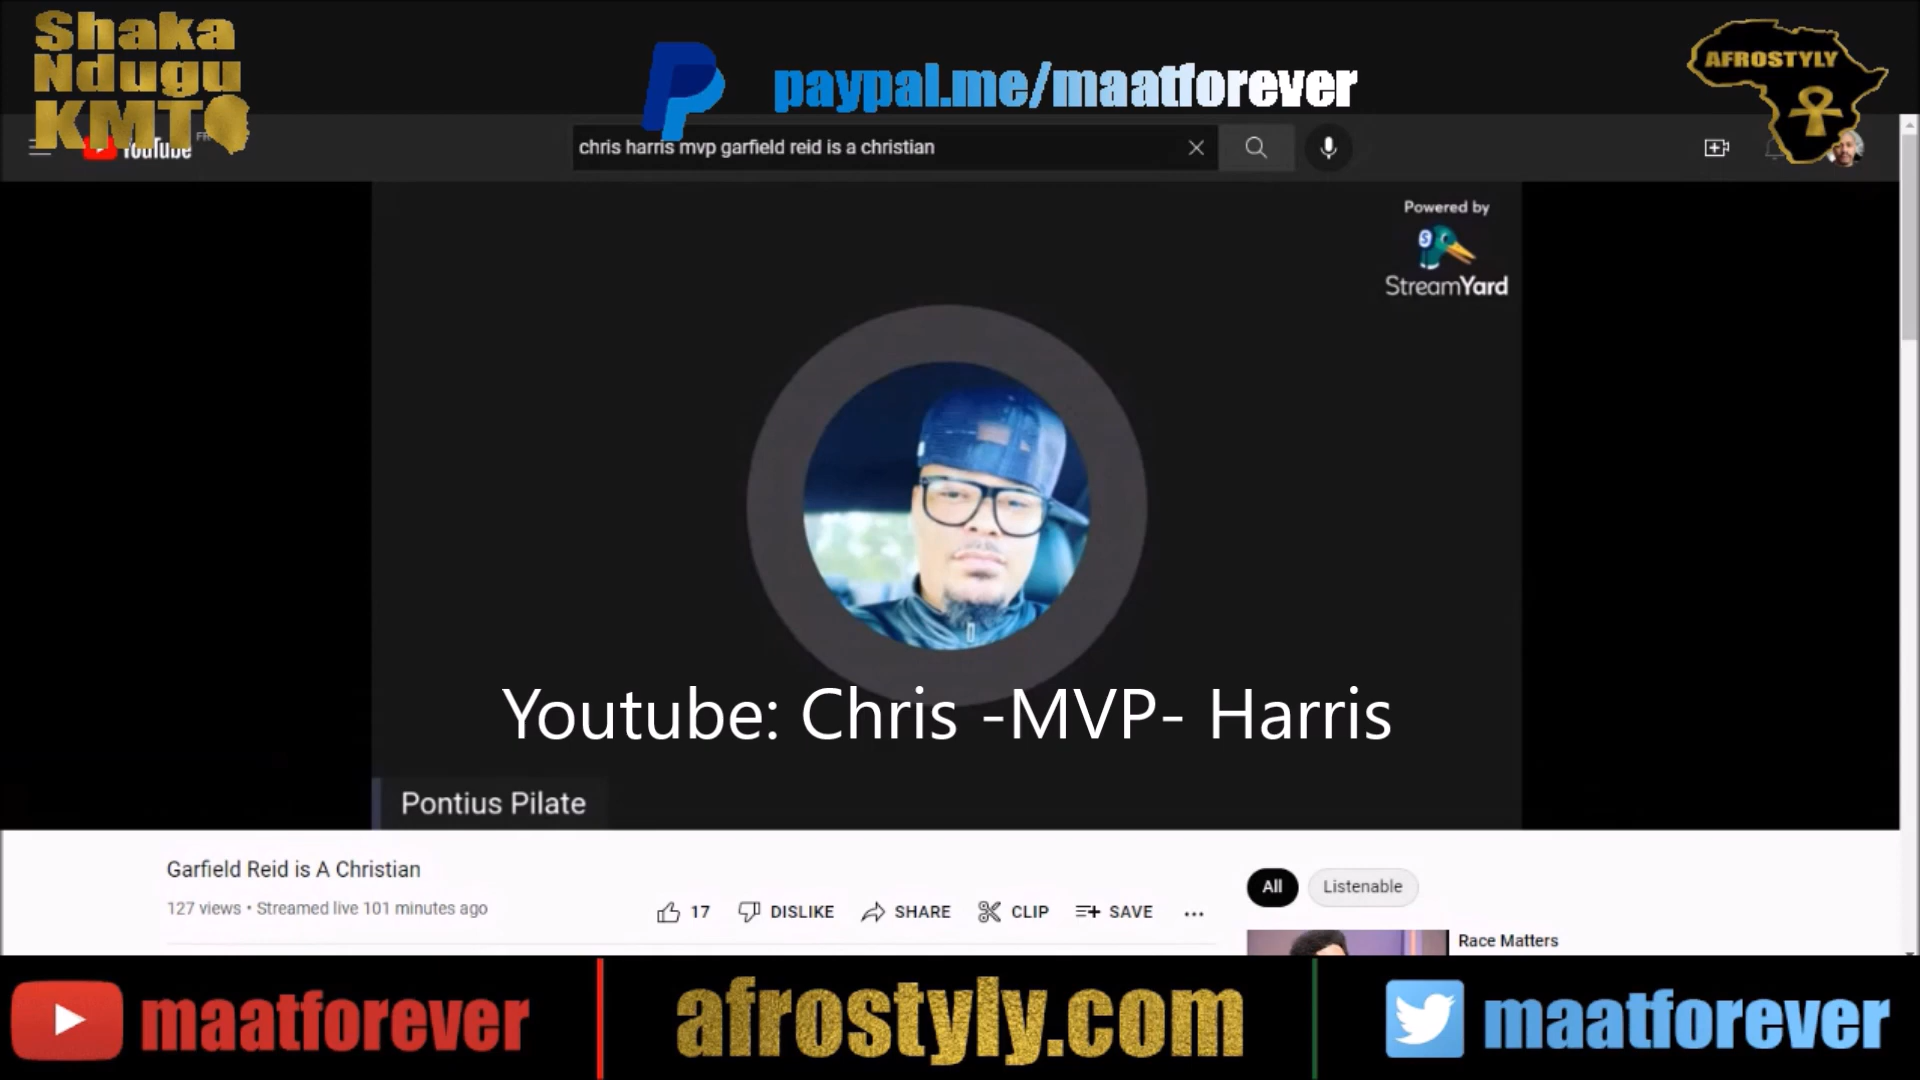 Shaka
Ndugu
KMT
paypal.me/maatforever
AFROSTYLY
YouTube FR
chris harris mvp garfield reid is a christian
Powered by
StreamYard
Youtube: Chris -MVP- Harris
Pontius Pilate
Garfield Reid is A Christian
127 views • Streamed live 101 minutes ago
17 DISLIKE SHARE CLIP SAVE ...
All Listenable
Race Matters
maatforever
afrostyly.com
maatforever